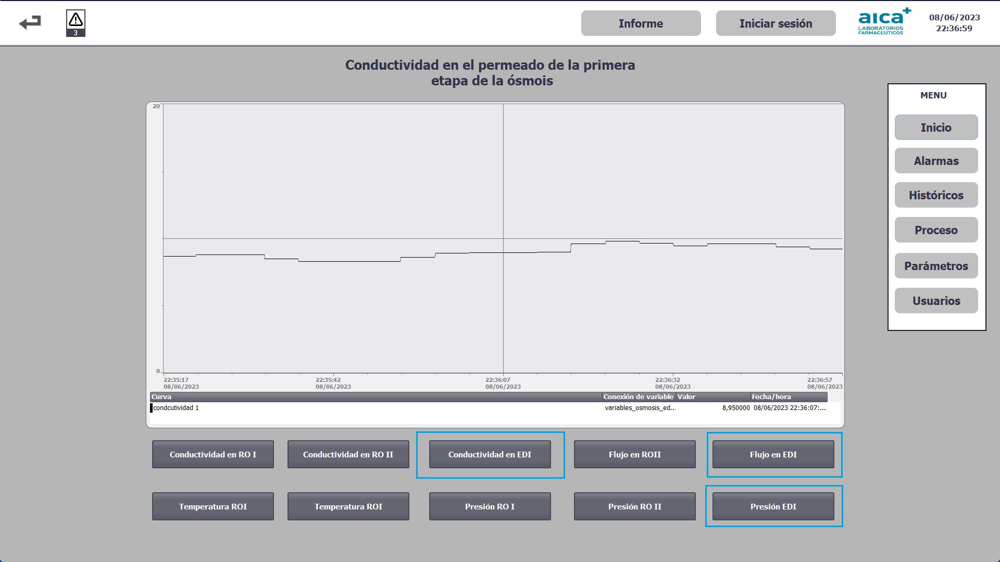 3
Informe
Iniciar sesión
aica+
LABORATORIOS
FARMACEUTICOS
08/06/2023
22:36:59
Conductividad en el permeado de la primera
etapa de la ósmois
20
0
22:35:17
08/06/2023
22:35:42
08/06/2023
22:36:07
08/06/2023
22:36:32
08/06/2023
22:36:57
08/06/2023
Curva Conexión de variable Valor Fecha/hora
condcutividad 1 variables_osmosis_ed... 8,950000 08/06/2023 22:36:07:...
Conductividad en RO I
Conductividad en RO II
Conductividad en EDI
Flujo en ROII
Flujo en EDI
Temperatura ROI
Temperatura ROI
Presión RO I
Presión RO II
Presión EDI
MENU
Inicio
Alarmas
Históricos
Proceso
Parámetros
Usuarios